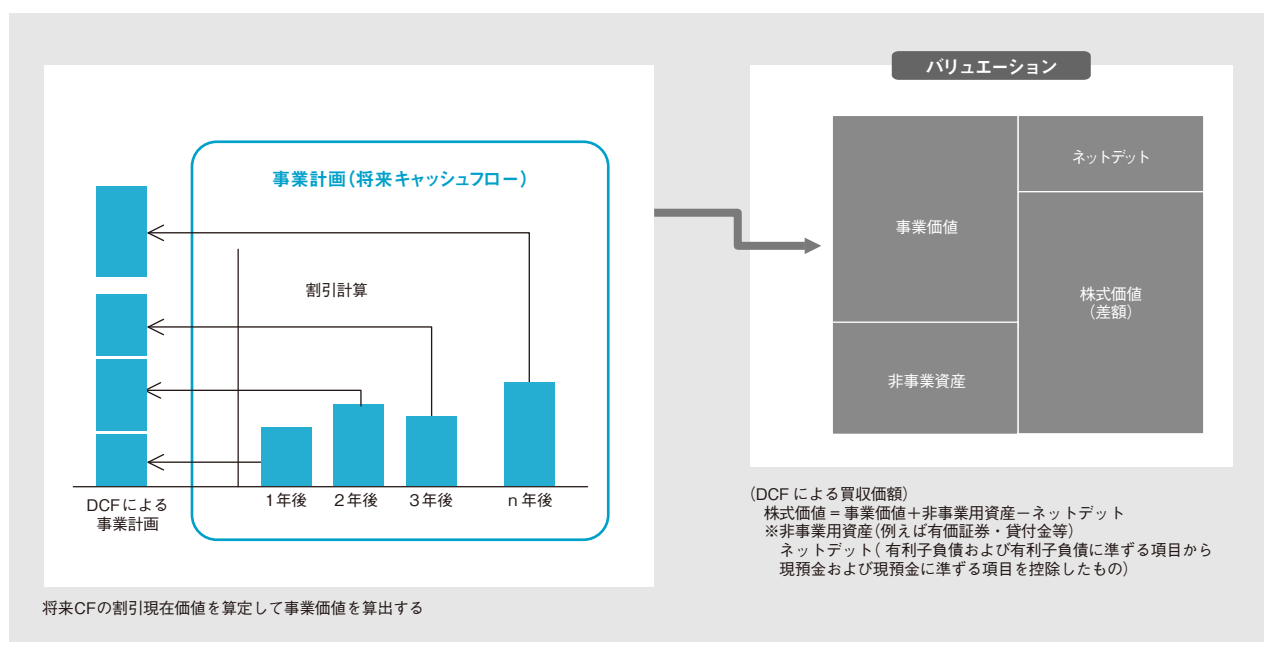 事業計画(将来キャッシュフロー)
割引計算
DCFによる
事業計画
1年後
2年後
3年後
n年後
将来CFの割引現在価値を算定して事業価値を算出する
バリュエーション
事業価値
非事業資産
ネットデット
株式価値
(差額)
(DCFによる買収価額)
株式価値=事業価値+非事業用資産−ネットデット
※非事業用資産(例えば有価証券・貸付金等)
ネットデット(有利子負債および有利子負債に準ずる項目から
現預金および現預金に準ずる項目を控除したもの)